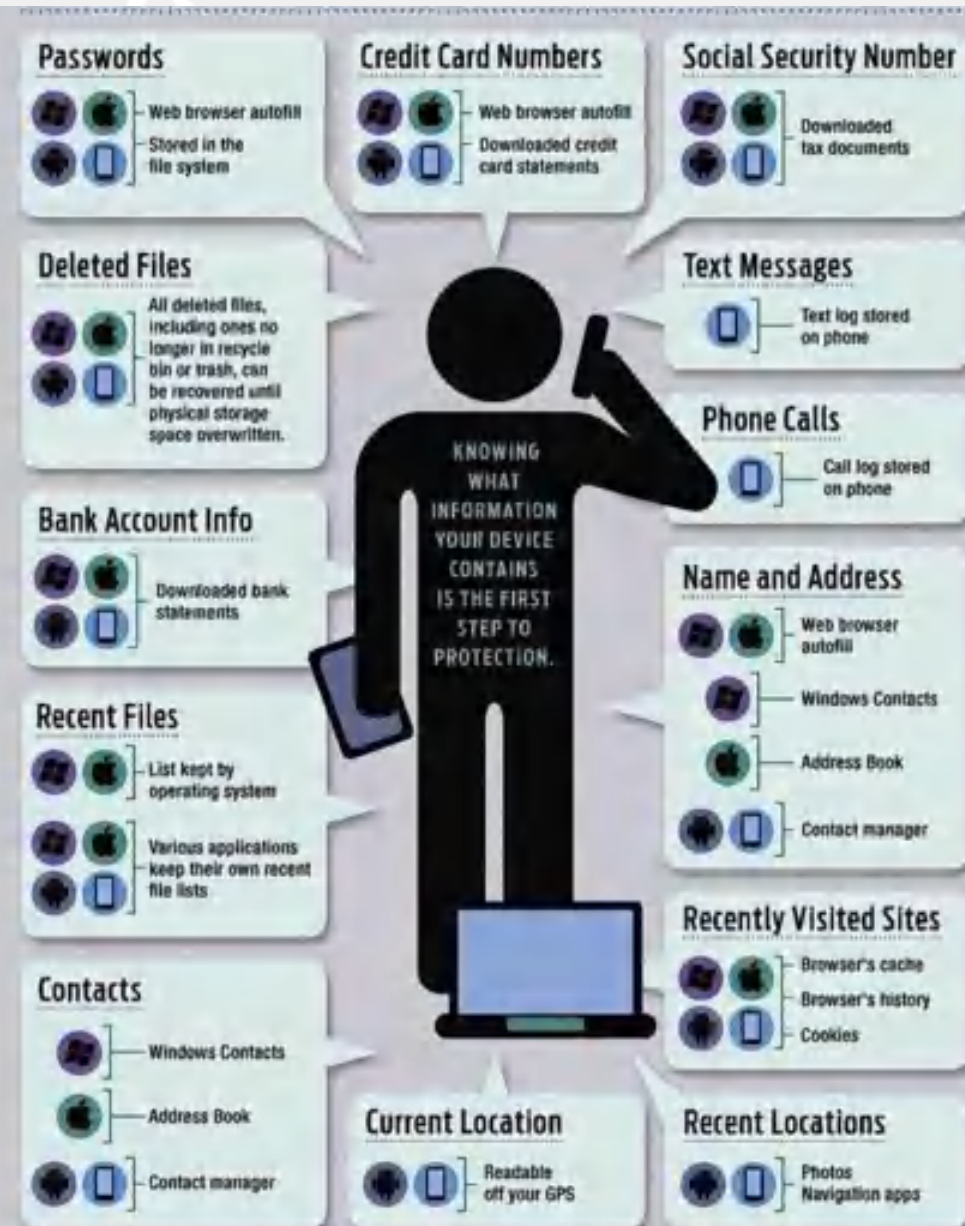 Passwords
Web browser autofill
Stored in the
file system
Credit Card Numbers
Web browser autofill
Downloaded credit
card statements
Social Security Number
Downloaded
tax documents
Deleted Files
All deleted files,
including ones no
longer in recycle
bin or trash, can
be recovered until
physical storage
space overwritten.
Text Messages
Text log stored
on phone
Phone Calls
Call log stored
on phone
KNOWING
WHAT
INFORMATION
YOUR DEVICE
CONTAINS
IS THE FIRST
STEP TO
PROTECTION.
Bank Account Info
Downloaded bank
statements
Name and Address
Web browser
autofill
Windows Contacts
Address Book
Contact manager
Recent Files
List kept by
operating system
Various applications
keep their own recent
file lists
Recently Visited Sites
Browser's cache
Browser's history
Cookies
Contacts
Windows Contacts
Address Book
Contact manager
Current Location
Readable
off your GPS
Recent Locations
Photos
Navigation apps